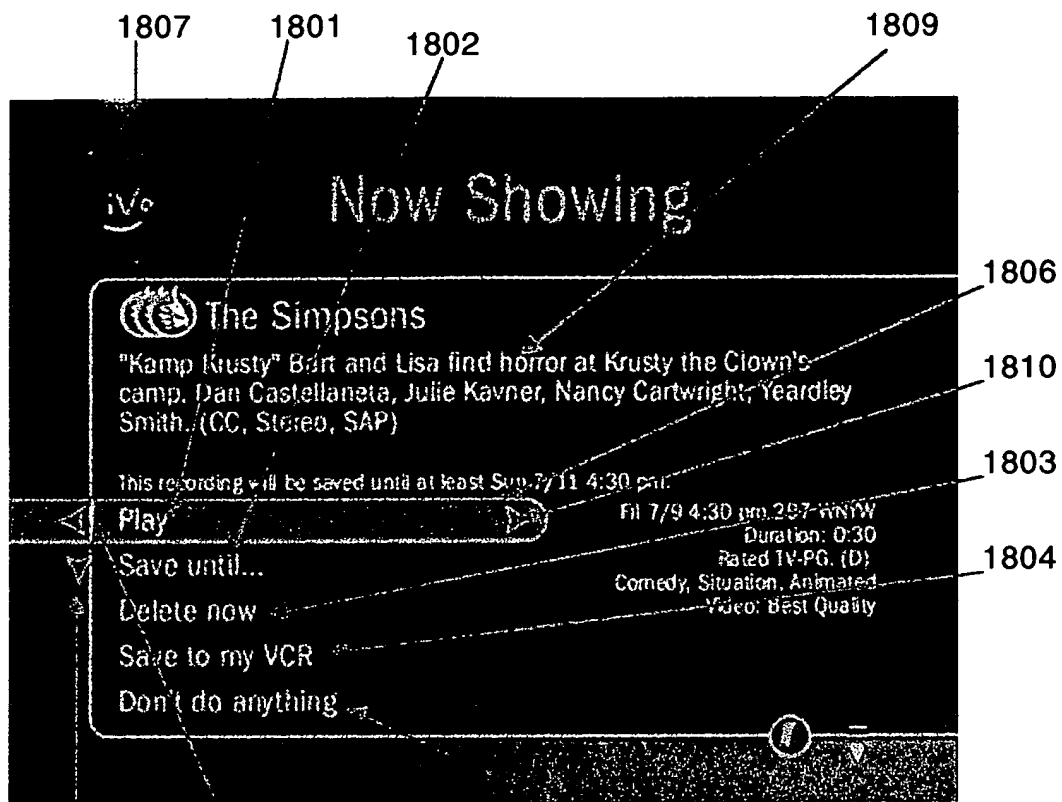 1807 1801 1802 1809
iVo Now Showing
1806
The Simpsons
"Kamp Krusty" Bart and Lisa find horror at Krusty the Clown's
1810
camp. Dan Castellaneta, Julie Kavner, Nancy Cartwright, Yeardley
Smith. (CC, Stereo, SAP)
1803
This recording will be saved until at least Sun 7/11 4:30 pm.
Play
Fri 7/9 4:30 pm 287 WNYW
Duration: 0:30
Save until...
Rated TV-PG. (D)
1804
Comedy, Situation, Animated
Delete now
Video: Best Quality
Save to my VCR
Don't do anything